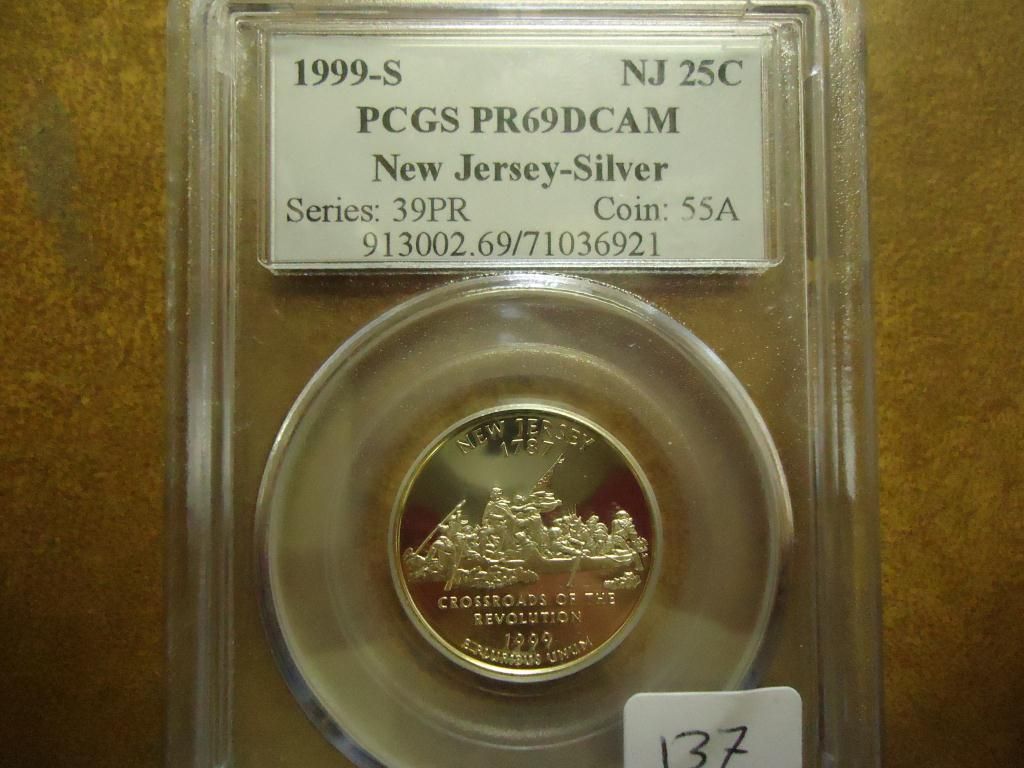 1999-S NJ 25C
PCGS PR69DCAM
New Jersey-Silver
Series: 39PR Coin: 55A
913002.69/71036921
NEW JERSEY
1787
CROSSROADS OF THE
REVOLUTION
1999
E PLURIBUS UNUM
137